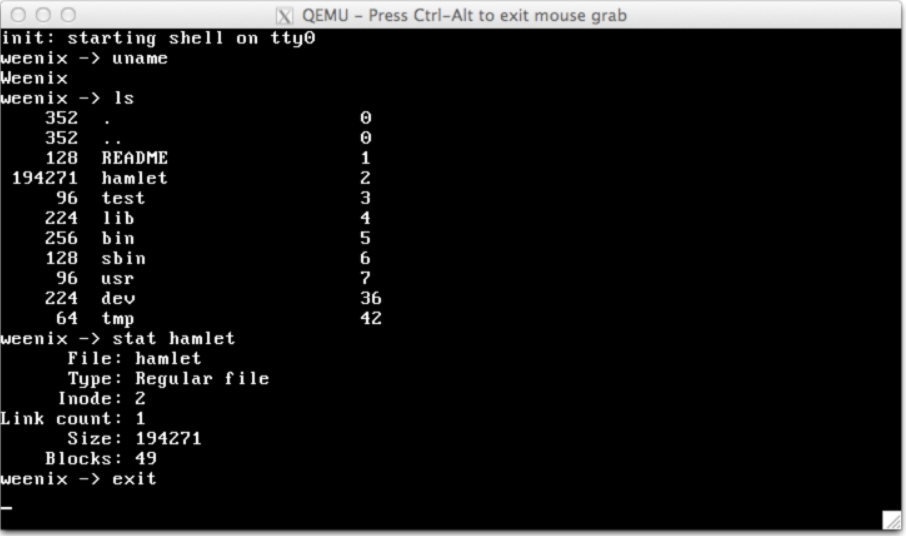 QEMU - Press Ctrl-Alt to exit mouse grab
init: starting shell on tty0
weenix -> uname
Weenix
weenix -> ls
352 . 0
352 .. 0
128 README 1
194271 hamlet 2
96 test 3
224 lib 4
256 bin 5
128 sbin 6
96 usr 7
224 dev 36
64 tmp 42
weenix -> stat hamlet
File: hamlet
Type: Regular file
Inode: 2
Link count: 1
Size: 194271
Blocks: 49
weenix -> exit
_